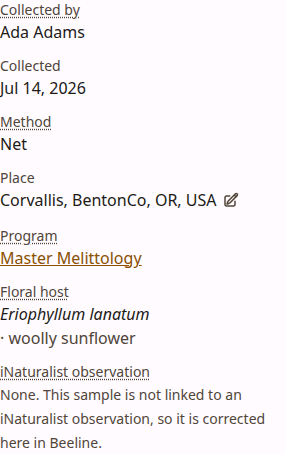 Collected by
Ada Adams
Collected
Jul 14, 2026
Method
Net
Place
Corvallis, BentonCo, OR, USA
Program
Master Melittology
Floral host
Eriophyllum lanatum
· woolly sunflower
iNaturalist observation
None. This sample is not linked to an
iNaturalist observation, so it is corrected
here in Beeline.